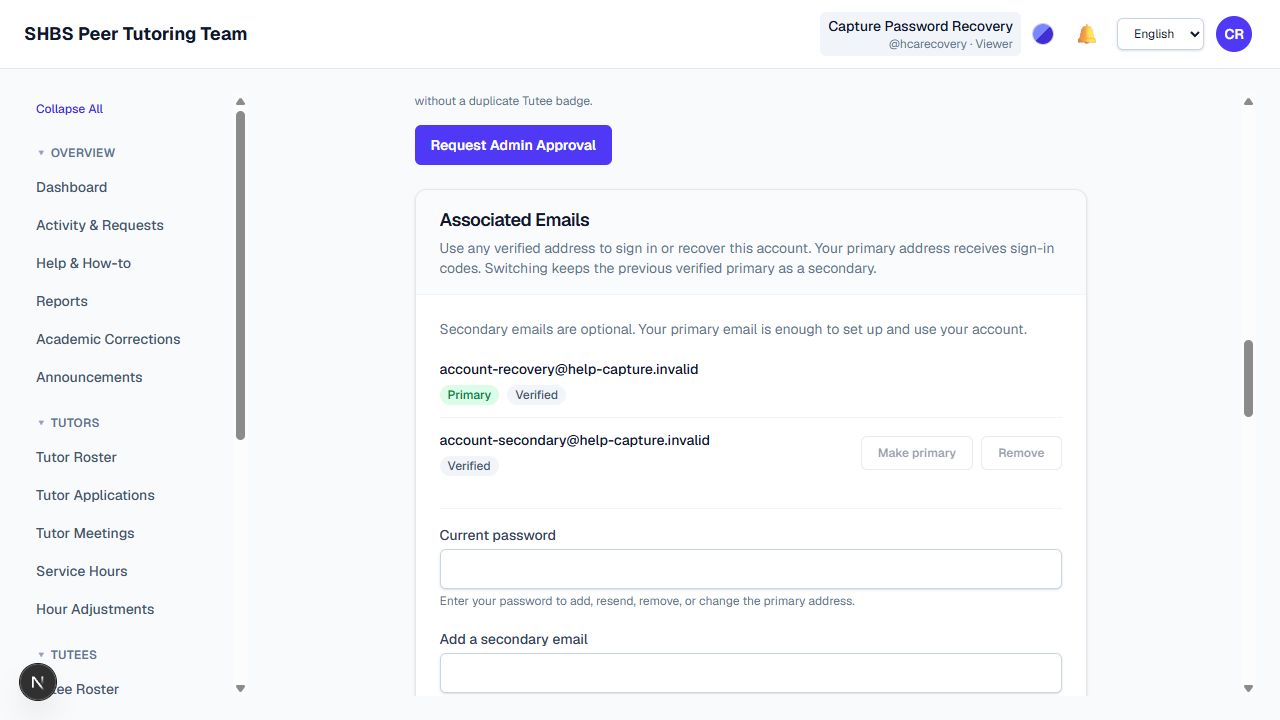 SHBS Peer Tutoring Team
Capture Password Recovery
@hcarecovery · Viewer
English
CR
Collapse All
OVERVIEW
Dashboard
Activity & Requests
Help & How-to
Reports
Academic Corrections
Announcements
TUTORS
Tutor Roster
Tutor Applications
Tutor Meetings
Service Hours
Hour Adjustments
TUTEES
tee Roster
N
without a duplicate Tutee badge.
Request Admin Approval
Associated Emails
Use any verified address to sign in or recover this account. Your primary address receives sign-in
codes. Switching keeps the previous verified primary as a secondary.
Secondary emails are optional. Your primary email is enough to set up and use your account.
account-recovery@help-capture.invalid
Primary Verified
account-secondary@help-capture.invalid
Verified
Make primary Remove
Current password
Enter your password to add, resend, remove, or change the primary address.
Add a secondary email